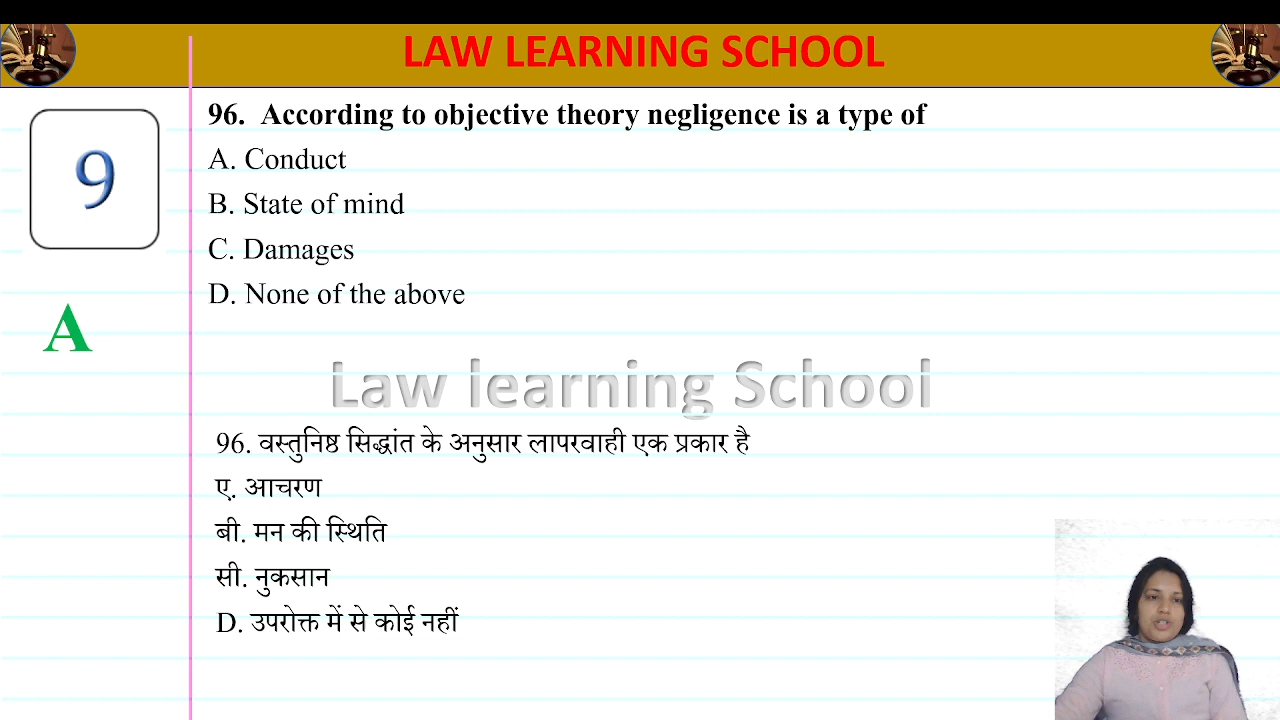 LAW LEARNING SCHOOL
96. According to objective theory negligence is a type of
9
A. Conduct
B. State of mind
C. Damages
D. None of the above
A
Law learning School
96. वस्तुनिष्ठ सिद्धांत के अनुसार लापरवाही एक प्रकार है
ए. आचरण
बी. मन की स्थिति
सी. नुकसान
D. उपरोक्त में से कोई नहीं